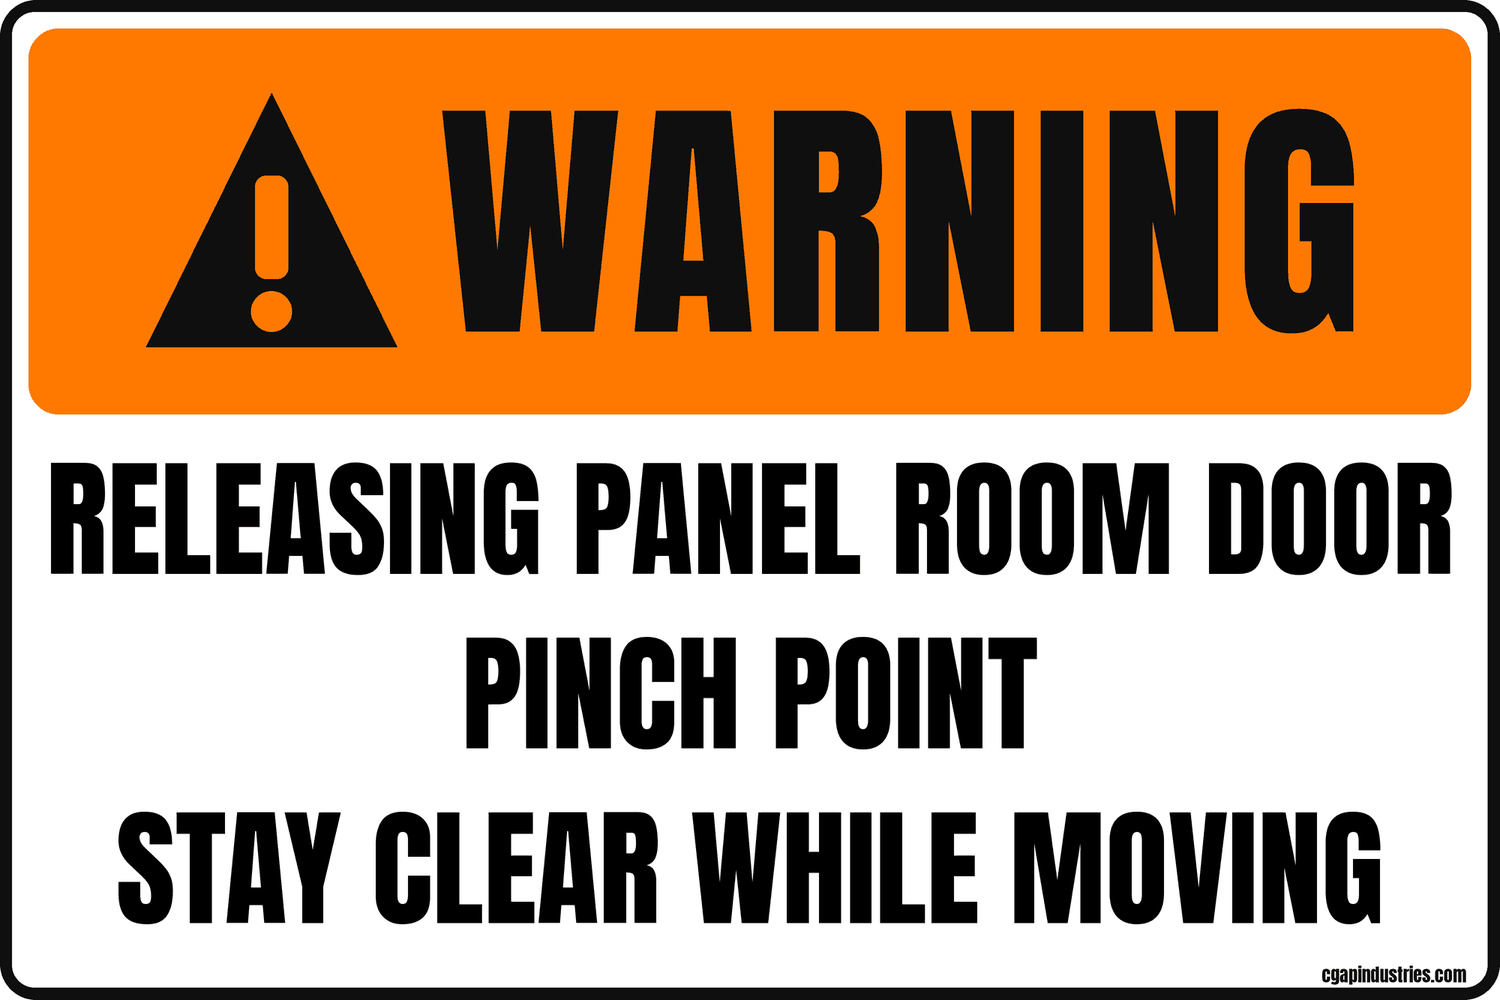 WARNING
RELEASING PANEL ROOM DOOR
PINCH POINT
STAY CLEAR WHILE MOVING
cgapindustries.com